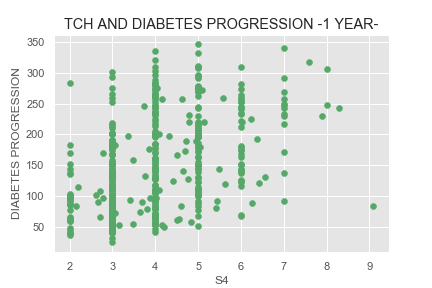 TCH AND DIABETES PROGRESSION -1 YEAR-
350
300
250
200
150
100
50
DIABETES PROGRESSION
2 3 4 5 6 7 8 9
S4